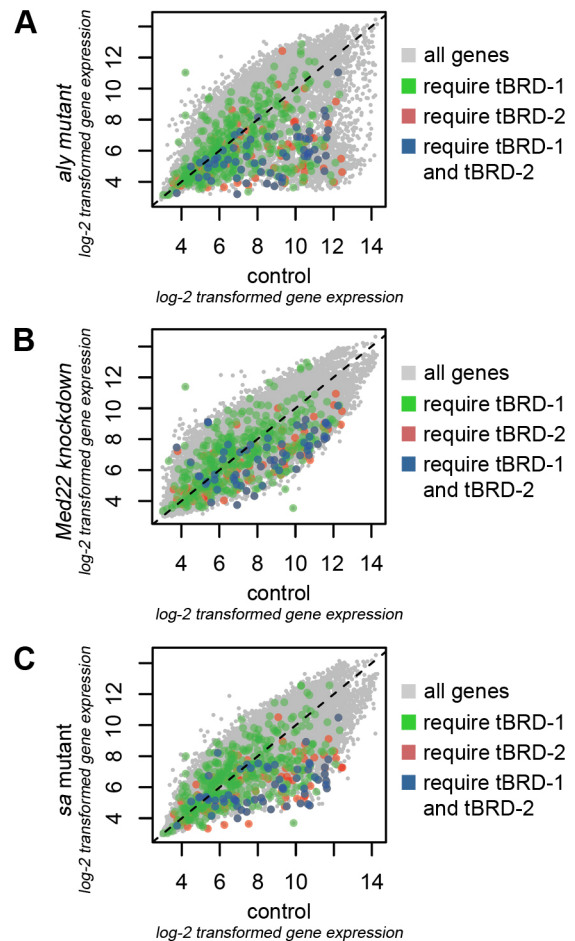 A
aly mutant
log-2 transformed gene expression
12
10
8
6
4
4 6 8 10 12 14
control
log-2 transformed gene expression
all genes
require tBRD-1
require tBRD-2
require tBRD-1
and tBRD-2
B
Med22 knockdown
log-2 transformed gene expression
12
10
8
6
4
4 6 8 10 12 14
control
log-2 transformed gene expression
all genes
require tBRD-1
require tBRD-2
require tBRD-1
and tBRD-2
C
sa mutant
log-2 transformed gene expression
12
10
8
6
4
4 6 8 10 12 14
control
log-2 transformed gene expression
all genes
require tBRD-1
require tBRD-2
require tBRD-1
and tBRD-2